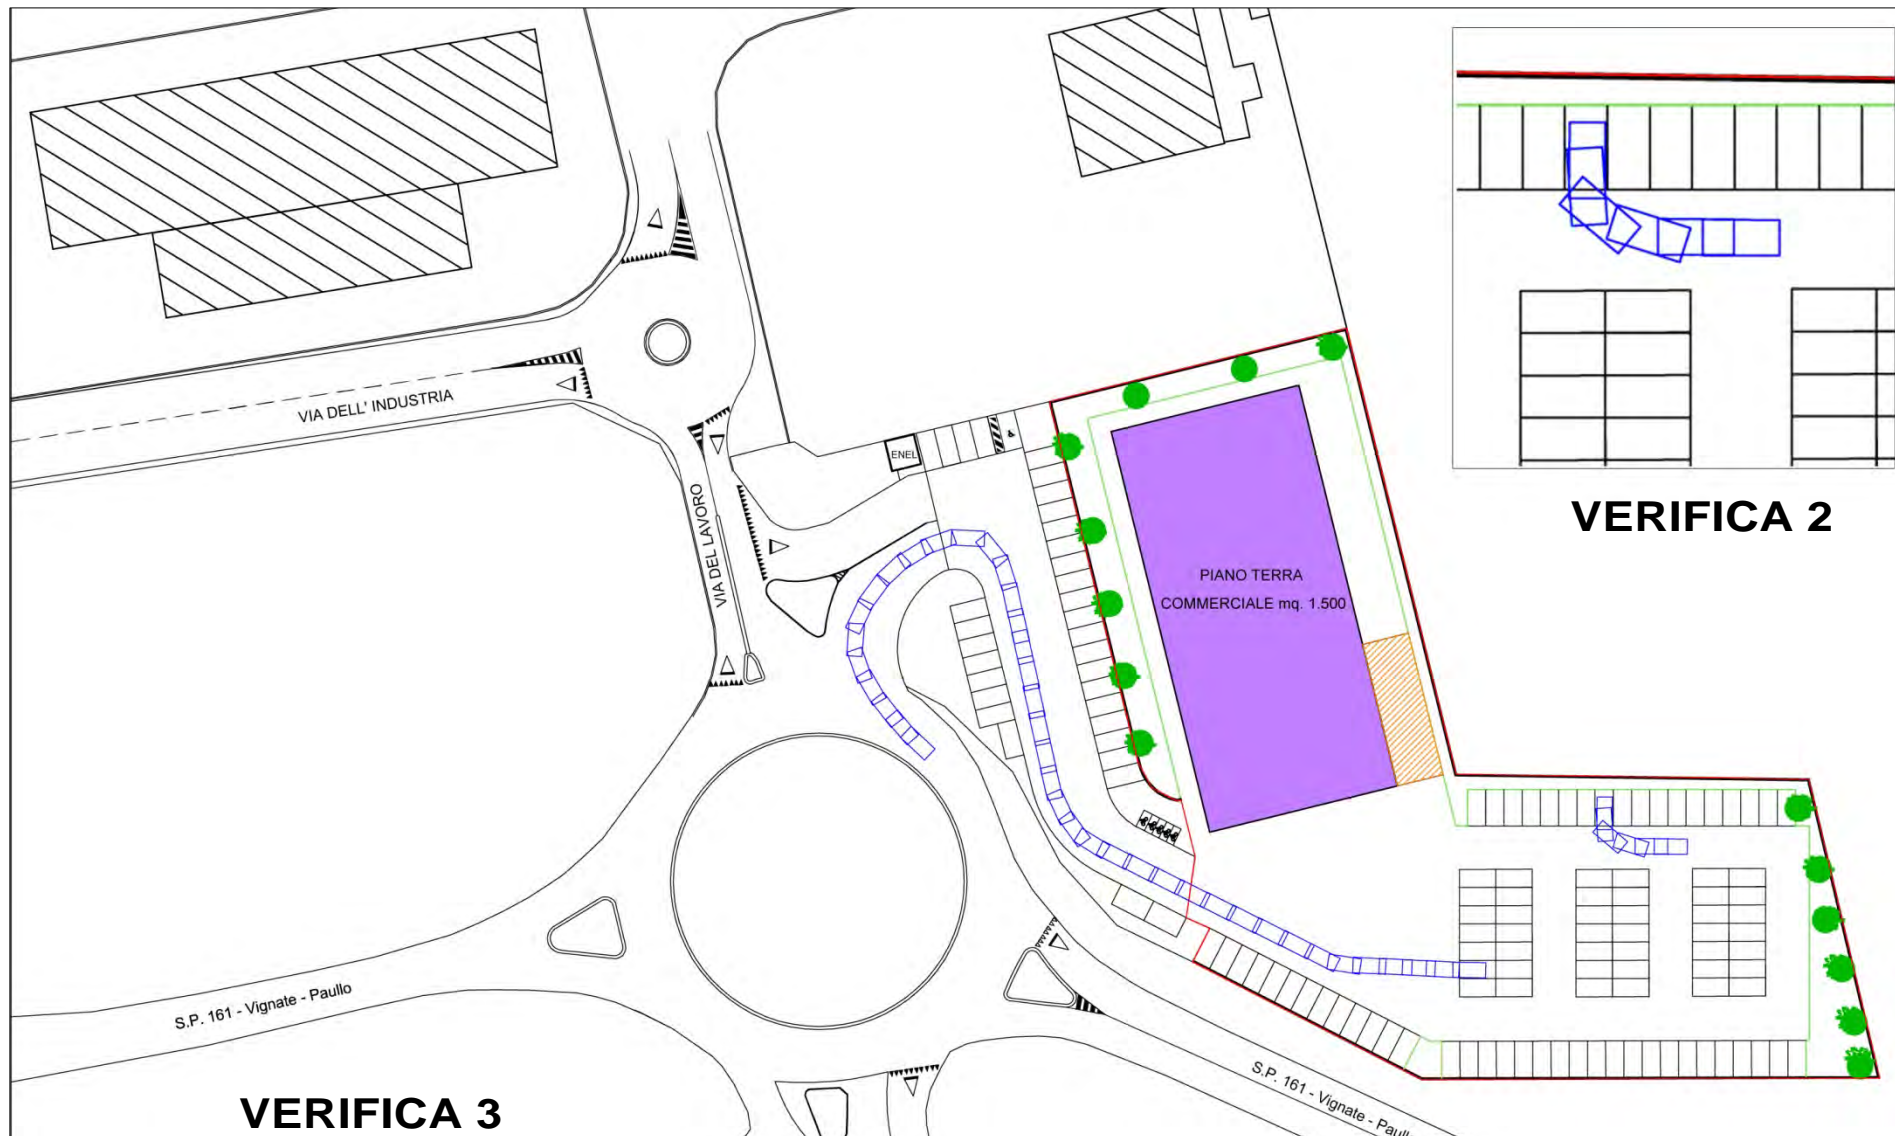 VERIFICA 2
VIA DELL' INDUSTRIA
ENEL
P
VIA DEL LAVORO
PIANO TERRA
COMMERCIALE mq. 1.500
S.P. 161 - Vignate - Paullo
S.P. 161 - Vignate - Paullo
VERIFICA 3